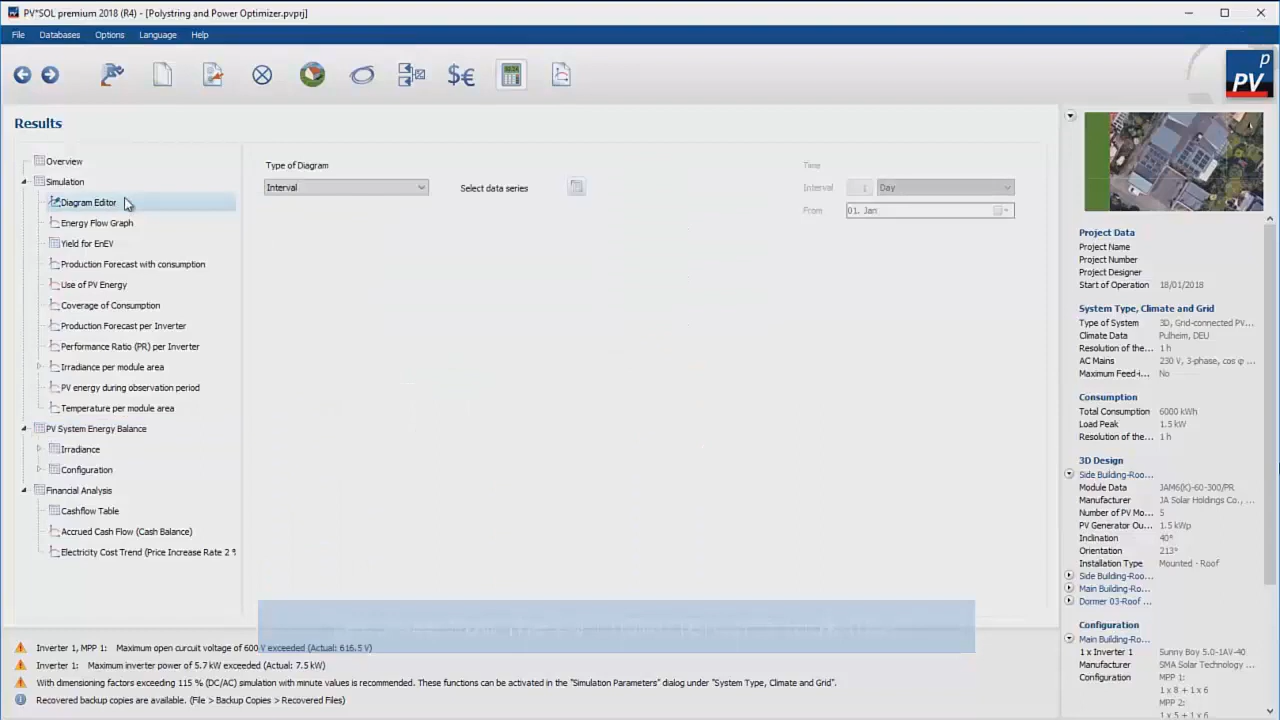 PV*SOL premium 2018 (R4) - [Polystring and Power Optimizer.pvprj]
File Databases Options Language Help
$€
p
PV
Results
Overview
Simulation
Diagram Editor
Energy Flow Graph
Yield for EnEV
Production Forecast with consumption
Use of PV Energy
Coverage of Consumption
Production Forecast per Inverter
Performance Ratio (PR) per Inverter
Irradiance per module area
PV energy during observation period
Temperature per module area
PV System Energy Balance
Irradiance
Configuration
Financial Analysis
Cashflow Table
Accrued Cash Flow (Cash Balance)
Electricity Cost Trend (Price Increase Rate 2 %
Type of Diagram
Interval
Select data series
Time
Interval 1 Day
From 01. Jan
Project Data
Project Name
Project Number
Project Designer
Start of Operation 18/01/2018
System Type, Climate and Grid
Type of System 3D, Grid-connected PV...
Climate Data Pulheim, DEU
Resolution of the... 1 h
AC Mains 230 V, 3-phase, cos φ ...
Maximum Feed-i... No
Consumption
Total Consumption 6000 kWh
Load Peak 1.5 kW
Resolution of the... 1 h
3D Design
Side Building-Roo...
Module Data JAM6(K)-60-300/PR
Manufacturer JA Solar Holdings Co., ...
Number of PV Mo... 5
PV Generator Ou... 1.5 kWp
Inclination 40°
Orientation 213°
Installation Type Mounted - Roof
Side Building-Roo...
Main Building-Ro...
Dormer 03-Roof ...
Configuration
Main Building-Ro...
1 x Inverter 1 Sunny Boy 5.0-1AV-40
Manufacturer SMA Solar Technology ...
Configuration MPP 1:
1 x 8 + 1 x 6
MPP 2:
1 x 5 + 1 x 6
Inverter 1, MPP 1: Maximum open curcuit voltage of 600 V exceeded (Actual: 616.5 V)
Inverter 1: Maximum inverter power of 5.7 kW exceeded (Actual: 7.5 kW)
With dimensioning factors exceeding 115 % (DC/AC) simulation with minute values is recommended. These functions can be activated in the "Simulation Parameters" dialog under "System Type, Climate and Grid".
Recovered backup copies are available. (File > Backup Copies > Recovered Files)